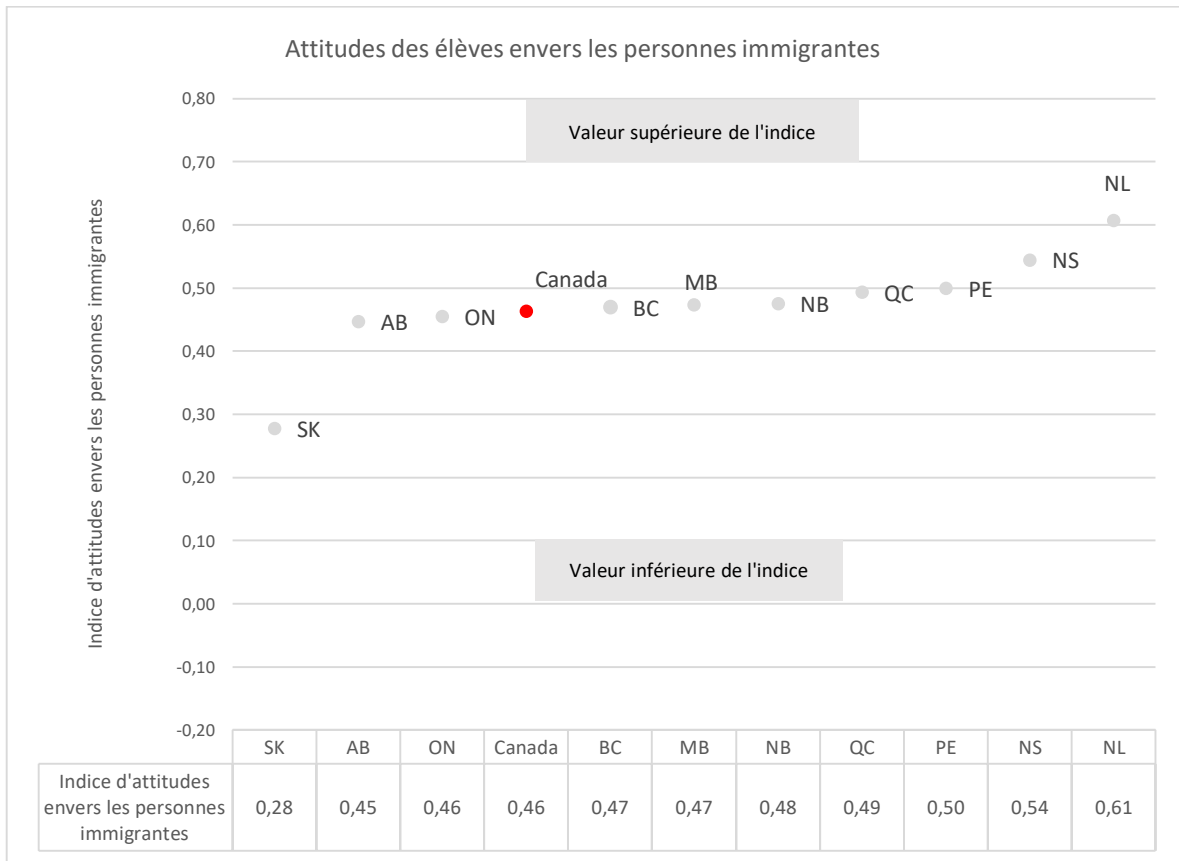 Attitudes des élèves envers les personnes immigrantes
Indice d'attitudes envers les personnes immigrantes
0,80
0,70
0,60
0,50
0,40
0,30
0,20
0,10
0,00
-0,10
-0,20
Valeur supérieure de l'indice
Valeur inférieure de l'indice
SK
AB
ON
Canada
BC
MB
NB
QC
PE
NS
NL
SK AB ON Canada BC MB NB QC PE NS NL
Indice d'attitudes
envers les personnes
immigrantes
0,28 0,45 0,46 0,46 0,47 0,47 0,48 0,49 0,50 0,54 0,61